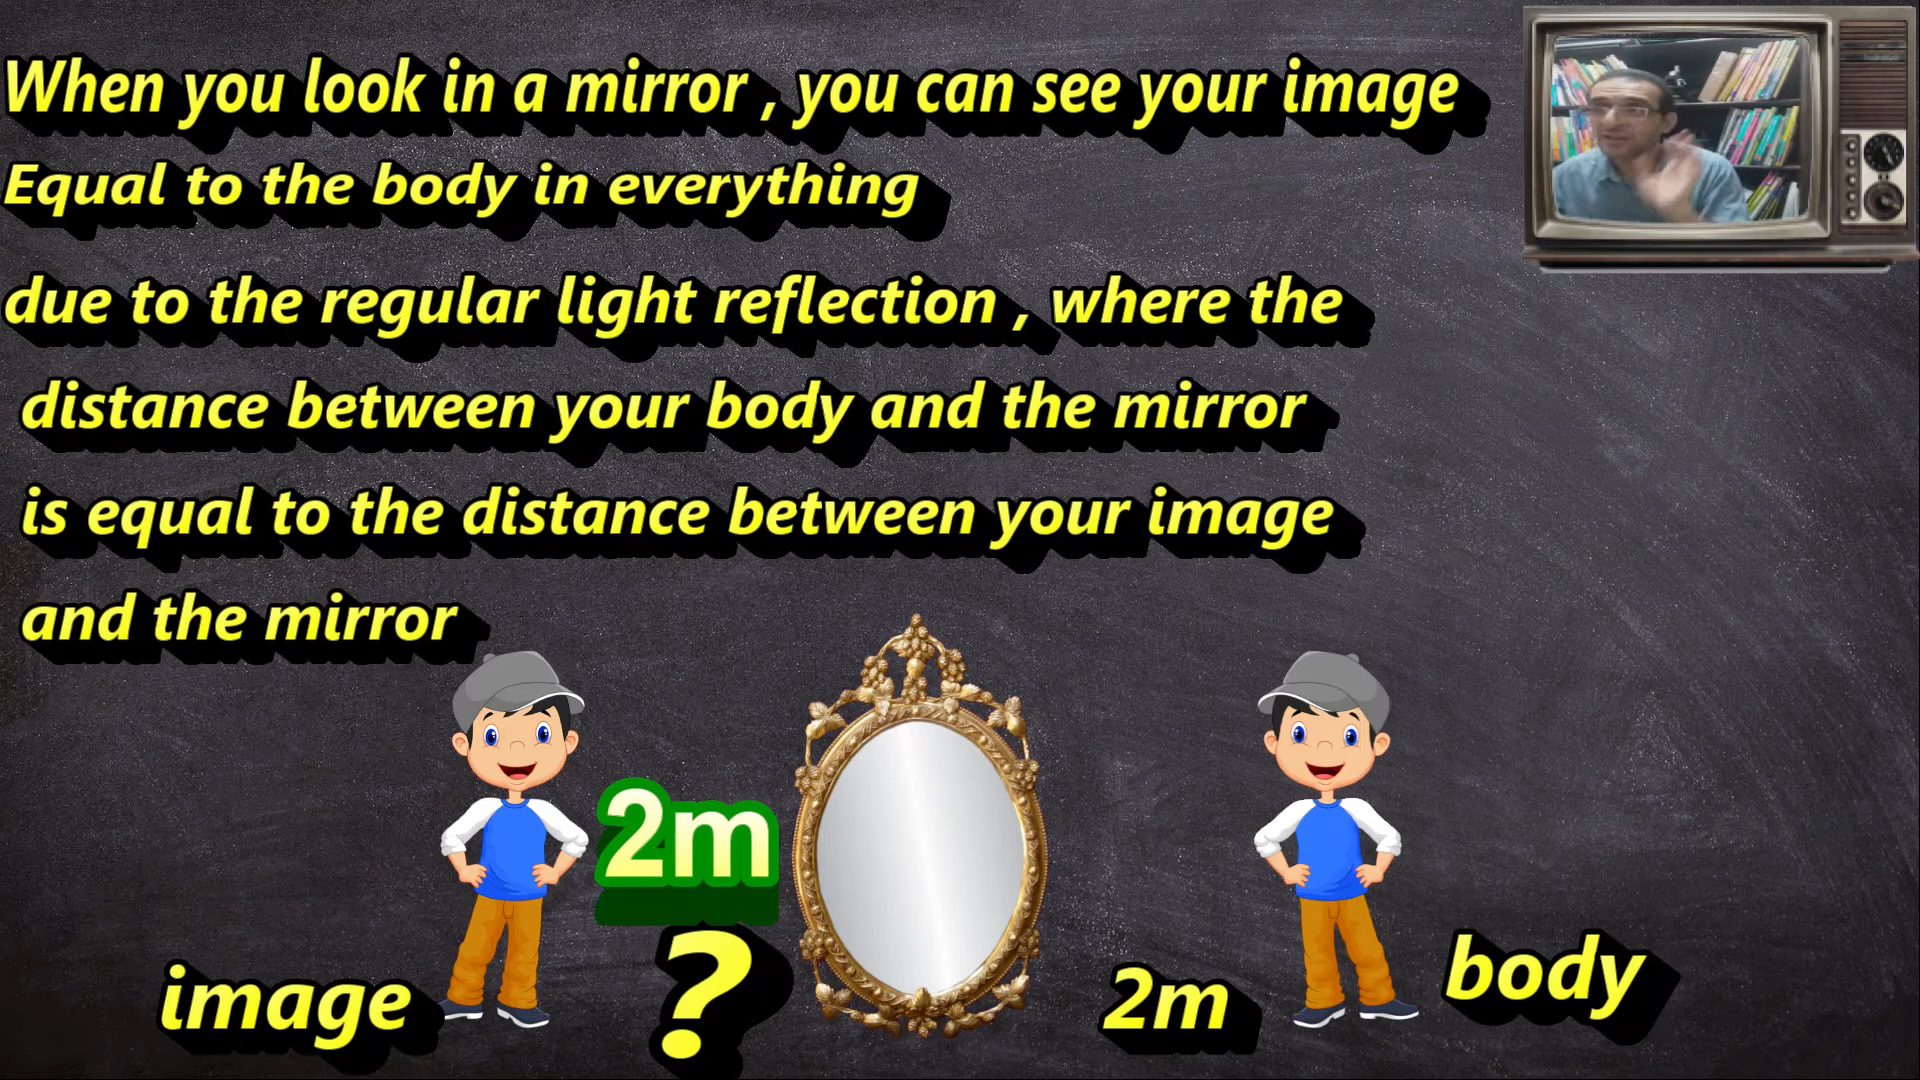 When you look in a mirror , you can see your image
Equal to the body in everything
due to the regular light reflection , where the
distance between your body and the mirror
is equal to the distance between your image
and the mirror
2m
?
image
2m
body